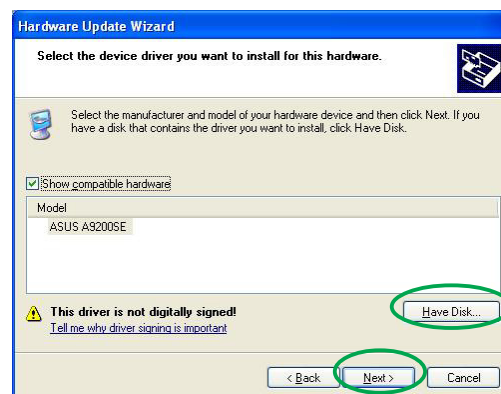 Hardware Update Wizard
Select the device driver you want to install for this hardware.
Select the manufacturer and model of your hardware device and then click Next. If you
have a disk that contains the driver you want to install, click Have Disk.
Show compatible hardware
Model
ASUS A9200SE
This driver is not digitally signed!
Have Disk...
Tell me why driver signing is important
< Back
Next >
Cancel